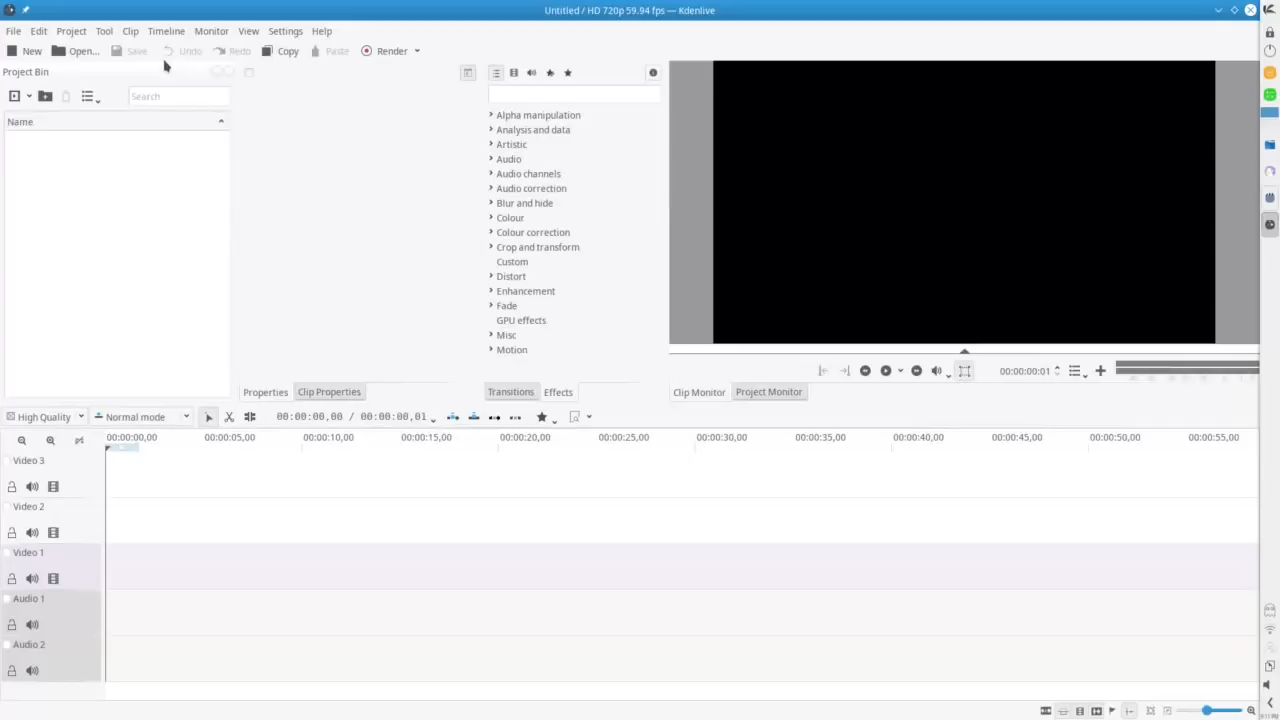 Untitled / HD 720p 59.94 fps — Kdenlive
File Edit Project Tool Clip Timeline Monitor View Settings Help
New Open... Save Undo Redo Copy Paste Render
Project Bin
Search
Name
Alpha manipulation
Analysis and data
Artistic
Audio
Audio channels
Audio correction
Blur and hide
Colour
Colour correction
Crop and transform
Custom
Distort
Enhancement
Fade
GPU effects
Misc
Motion
00:00:00:01
Properties Clip Properties Transitions Effects Clip Monitor Project Monitor
High Quality Normal mode 00:00:00,00 / 00:00:00,01
00:00:00,00 00:00:05,00 00:00:10,00 00:00:15,00 00:00:20,00 00:00:25,00 00:00:30,00 00:00:35,00 00:00:40,00 00:00:45,00 00:00:50,00 00:00:55,00
Video 3
Video 2
Video 1
Audio 1
Audio 2